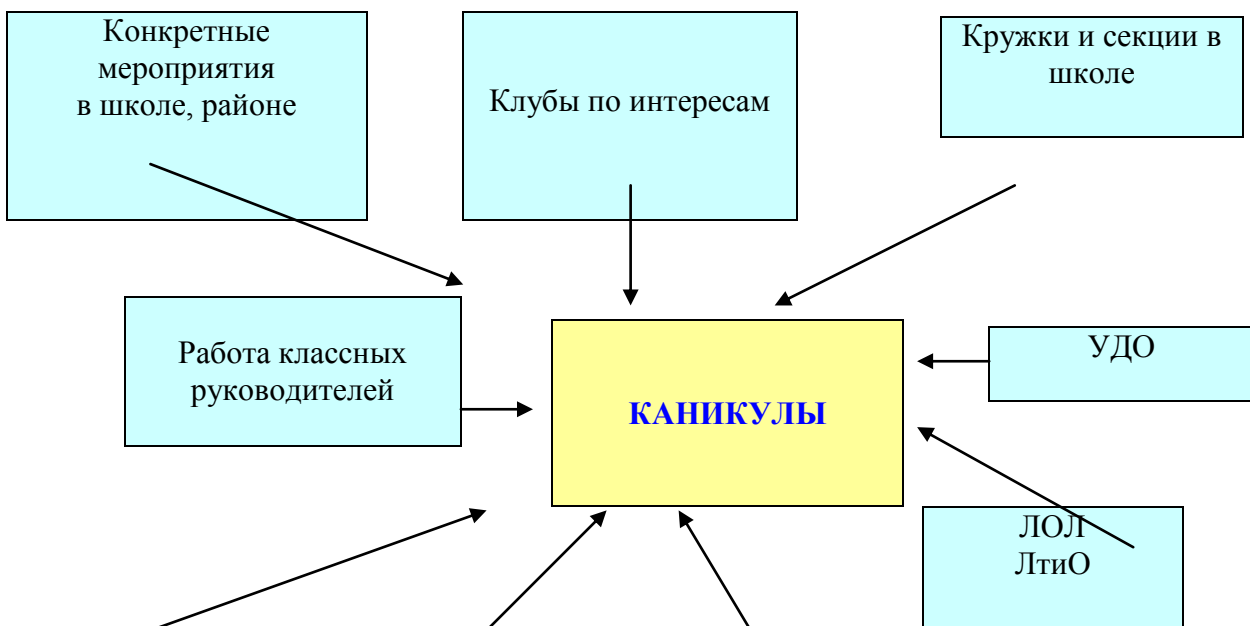 Конкретные
мероприятия
в школе, районе
Клубы по интересам
Кружки и секции в
школе
Работа классных
руководителей
КАНИКУЛЫ
УДО
ЛОЛ
ЛтиО